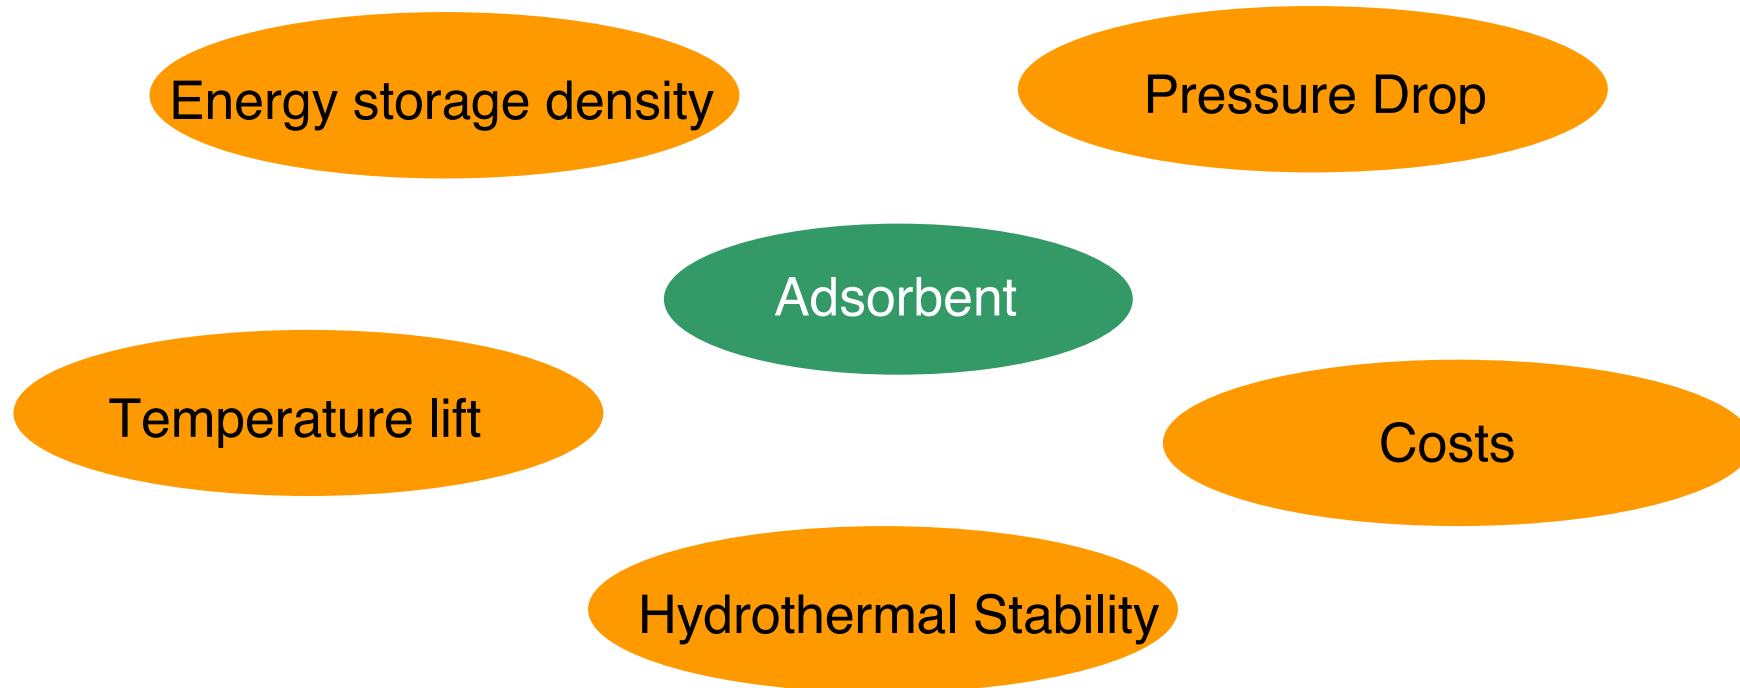 Energy storage density
Pressure Drop
Adsorbent
Temperature lift
Costs
Hydrothermal Stability